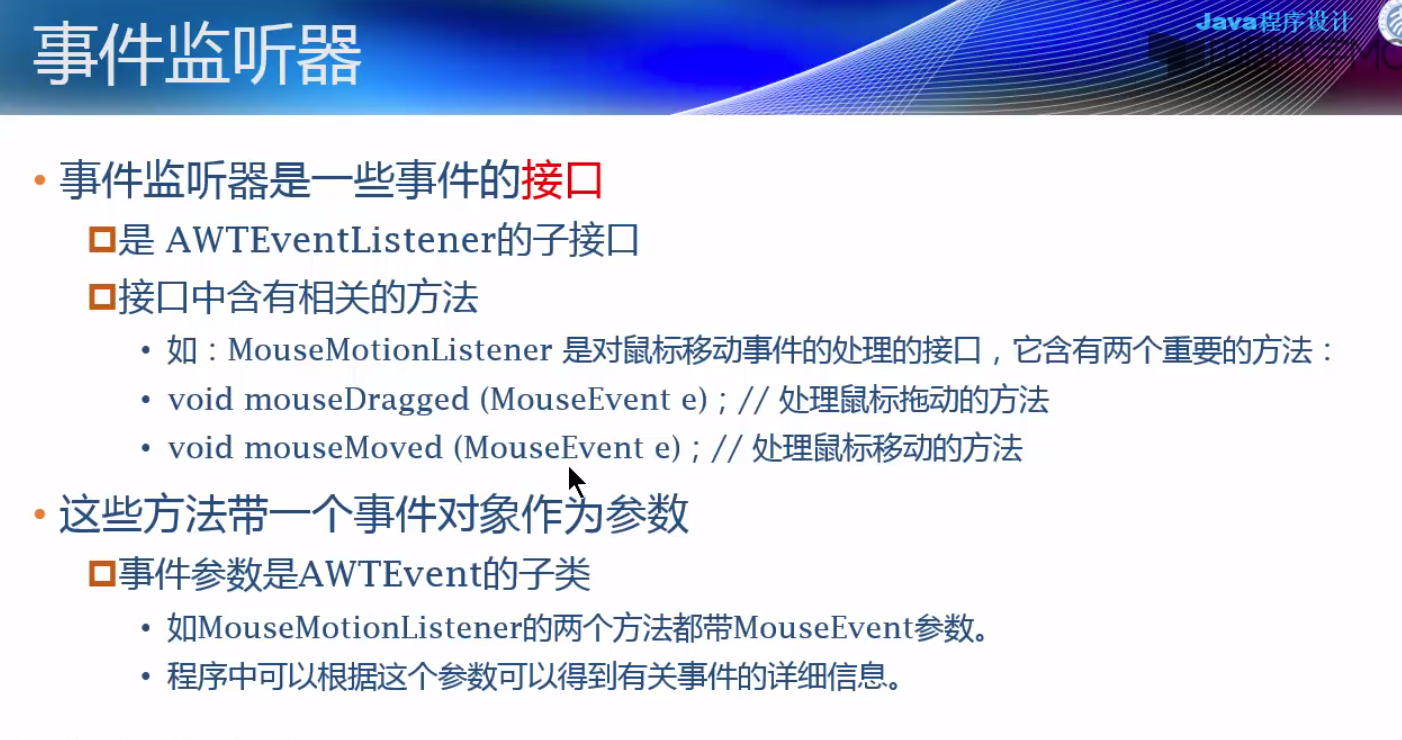 Java程序设计
事件监听器
• 事件监听器是一些事件的接口
是 AWTEventListener的子接口
接口中含有相关的方法
• 如：MouseMotionListener 是对鼠标移动事件的处理的接口，它含有两个重要的方法：
• void mouseDragged (MouseEvent e)；// 处理鼠标拖动的方法
• void mouseMoved (MouseEvent e)；// 处理鼠标移动的方法
• 这些方法带一个事件对象作为参数
事件参数是AWTEvent的子类
• 如MouseMotionListener的两个方法都带MouseEvent参数。
• 程序中可以根据这个参数可以得到有关事件的详细信息。